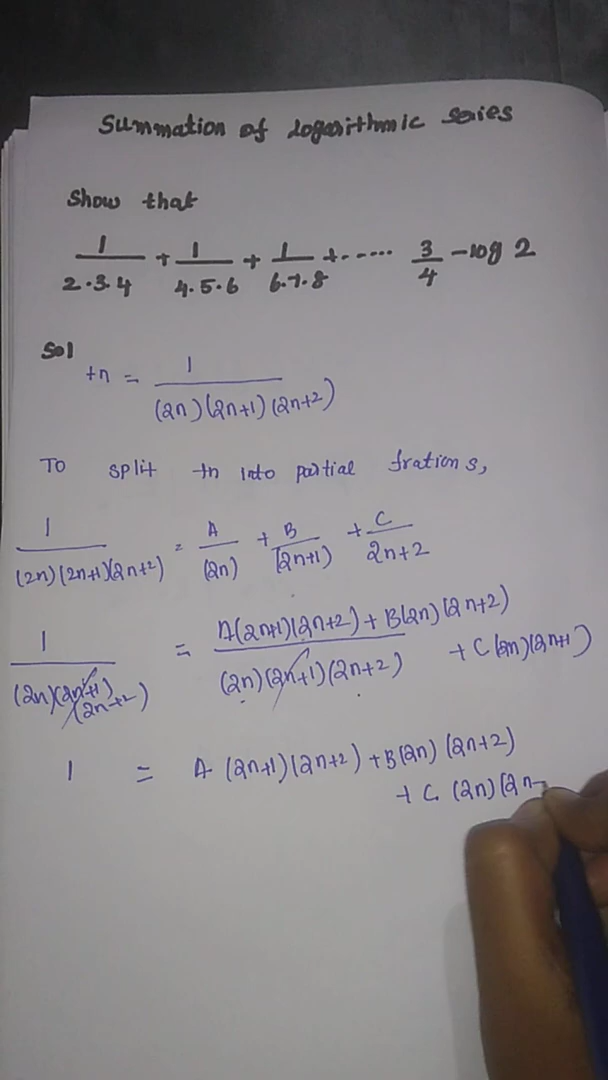 Summation of Logarithmic Series
Show that
1/2·3·4 + 1/4·5·6 + 1/6·7·8 +..... 3/4 - log 2
Sol
tn = 1/(2n)(2n+1)(2n+2)
To split tn into partial frations,
1/(2n)(2n+1)(2n+2) = A/(2n) + B/(2n+1) + C/2n+2
1/(2n)(2n+1)(2n+2) = A(2n+1)(2n+2) + B(2n)(2n+2) + C(2n)(2n+1)/(2n)(2n+1)(2n+2)
1 = A (2n+1)(2n+2) + B(2n)(2n+2)
+ C (2n)(2n